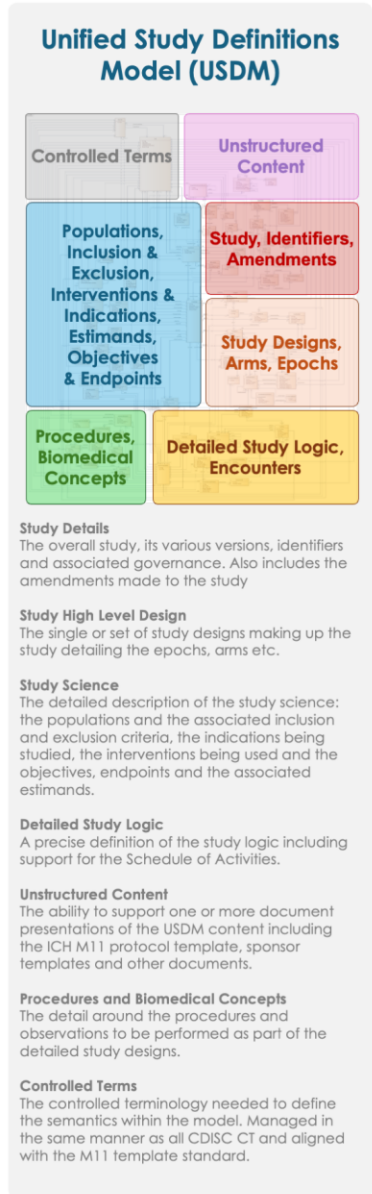 Unified Study Definitions
Model (USDM)
Controlled Terms
Unstructured
Content
Populations,
Inclusion &
Exclusion,
Interventions &
Indications,
Estimands,
Objectives
& Endpoints
Study, Identifiers,
Amendments
Study Designs,
Arms, Epochs
Procedures,
Biomedical
Concepts
Detailed Study Logic,
Encounters
Study Details
The overall study, its various versions, identifiers
and associated governance. Also includes the
amendments made to the study
Study High Level Design
The single or set of study designs making up the
study detailing the epochs, arms etc.
Study Science
The detailed description of the study science:
the populations and the associated inclusion
and exclusion criteria, the indications being
studied, the interventions being used and the
objectives, endpoints and the associated
estimands.
Detailed Study Logic
A precise definition of the study logic including
support for the Schedule of Activities.
Unstructured Content
The ability to support one or more document
presentations of the USDM content including
the ICH M11 protocol template, sponsor
templates and other documents.
Procedures and Biomedical Concepts
The detail around the procedures and
observations to be performed as part of the
detailed study designs.
Controlled Terms
The controlled terminology needed to define
the semantics within the model. Managed in
the same manner as all CDISC CT and aligned
with the M11 template standard.